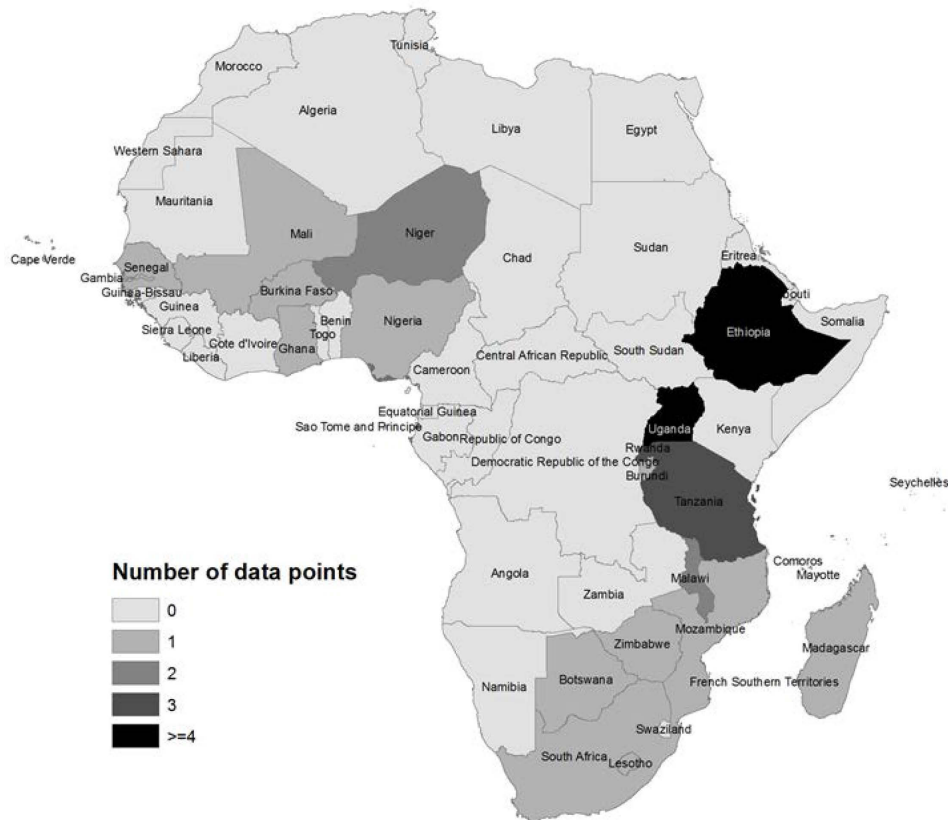 Tunisia
Morocco
Algeria
Libya
Egypt
Western Sahara
Mauritania
Mali
Niger
Chad
Sudan
Cape Verde
Senegal
Eritrea
Gambia
Guinea-Bissau
Burkina Faso
bouti
Guinea
Nigeria
Somalia
Benin
Sierra Leone
Cote d'Ivoire
Togo
Ghana
Ethiopia
Liberia
Central African Republic
South Sudan
Cameroon
Equatorial Guinea
Sao Tome and Principe
Uganda
Kenya
Gabon
Republic of Congo
Rwanda
Democratic Republic of the Congo
Burundi
Seychelles
Tanzania
Number of data points
0
1
2
3
>=4
Angola
Comoros
Mayotte
Malawi
Zambia
Mozambique
Zimbabwe
Madagascar
Namibia
Botswana
French Southern Territories
Swaziland
South Africa
Lesotho